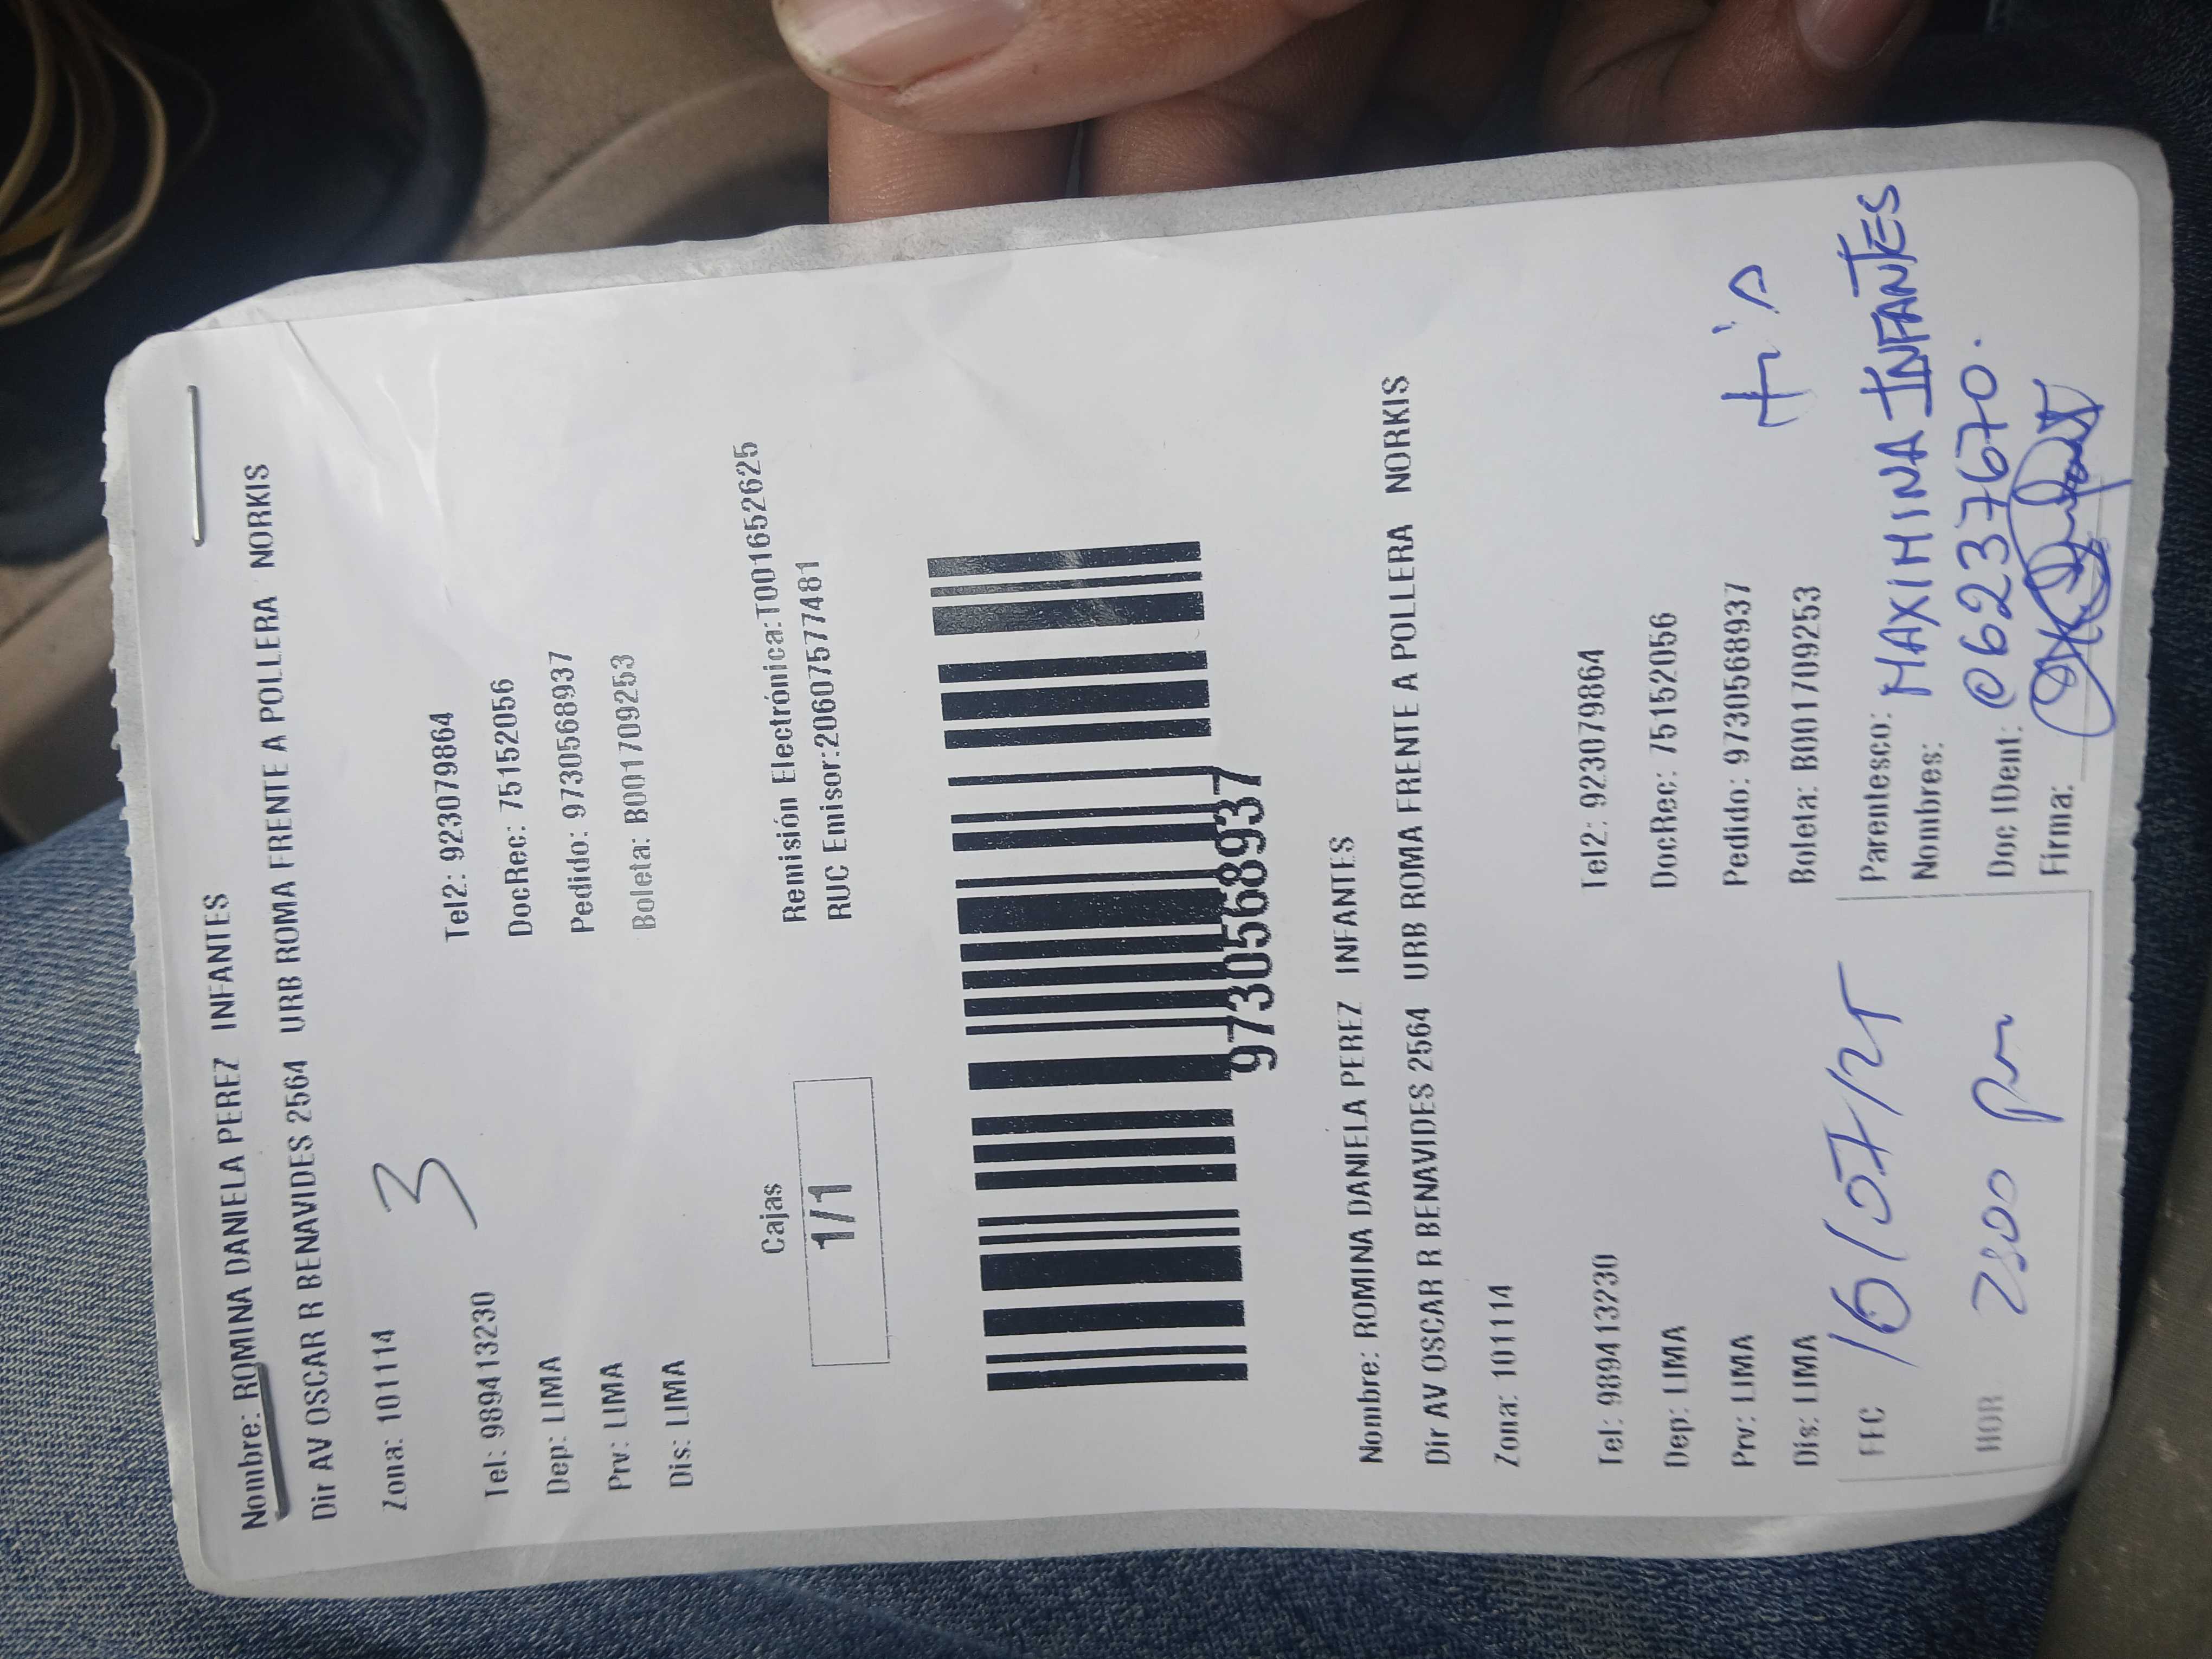 Nombre: ROMINA DANIELA PEREZ INFANTES
Dir AV OSCAR R BENAVIDES 2564 URB ROMA FRENTE A POLLERA NORKIS
Zona: 101114
3
Tel: 989413230 Tel2: 923079864
Dep: LIMA DocRec: 75152056
Prv: LIMA Pedido: 9730568937
Dis: LIMA Boleta: B001709253
Cajas
1/1
Remisión Electrónica:T001652625
RUC Emisor:20607577481
9730568937
Nombre: ROMINA DANIELA PEREZ INFANTES
Dir AV OSCAR R BENAVIDES 2564 URB ROMA FRENTE A POLLERA NORKIS
Zona: 101114
Tel: 989413230 Tel2: 923079864
Dep: LIMA DocRec: 75152056
Prv: LIMA Pedido: 9730568937
Dis: LIMA Boleta: B001709253
FEC 16/07/25
HOR pm
Parentesco:
Nombres: MAXIMINA INFANTES
Doc IDent: 06237670.
Firma: